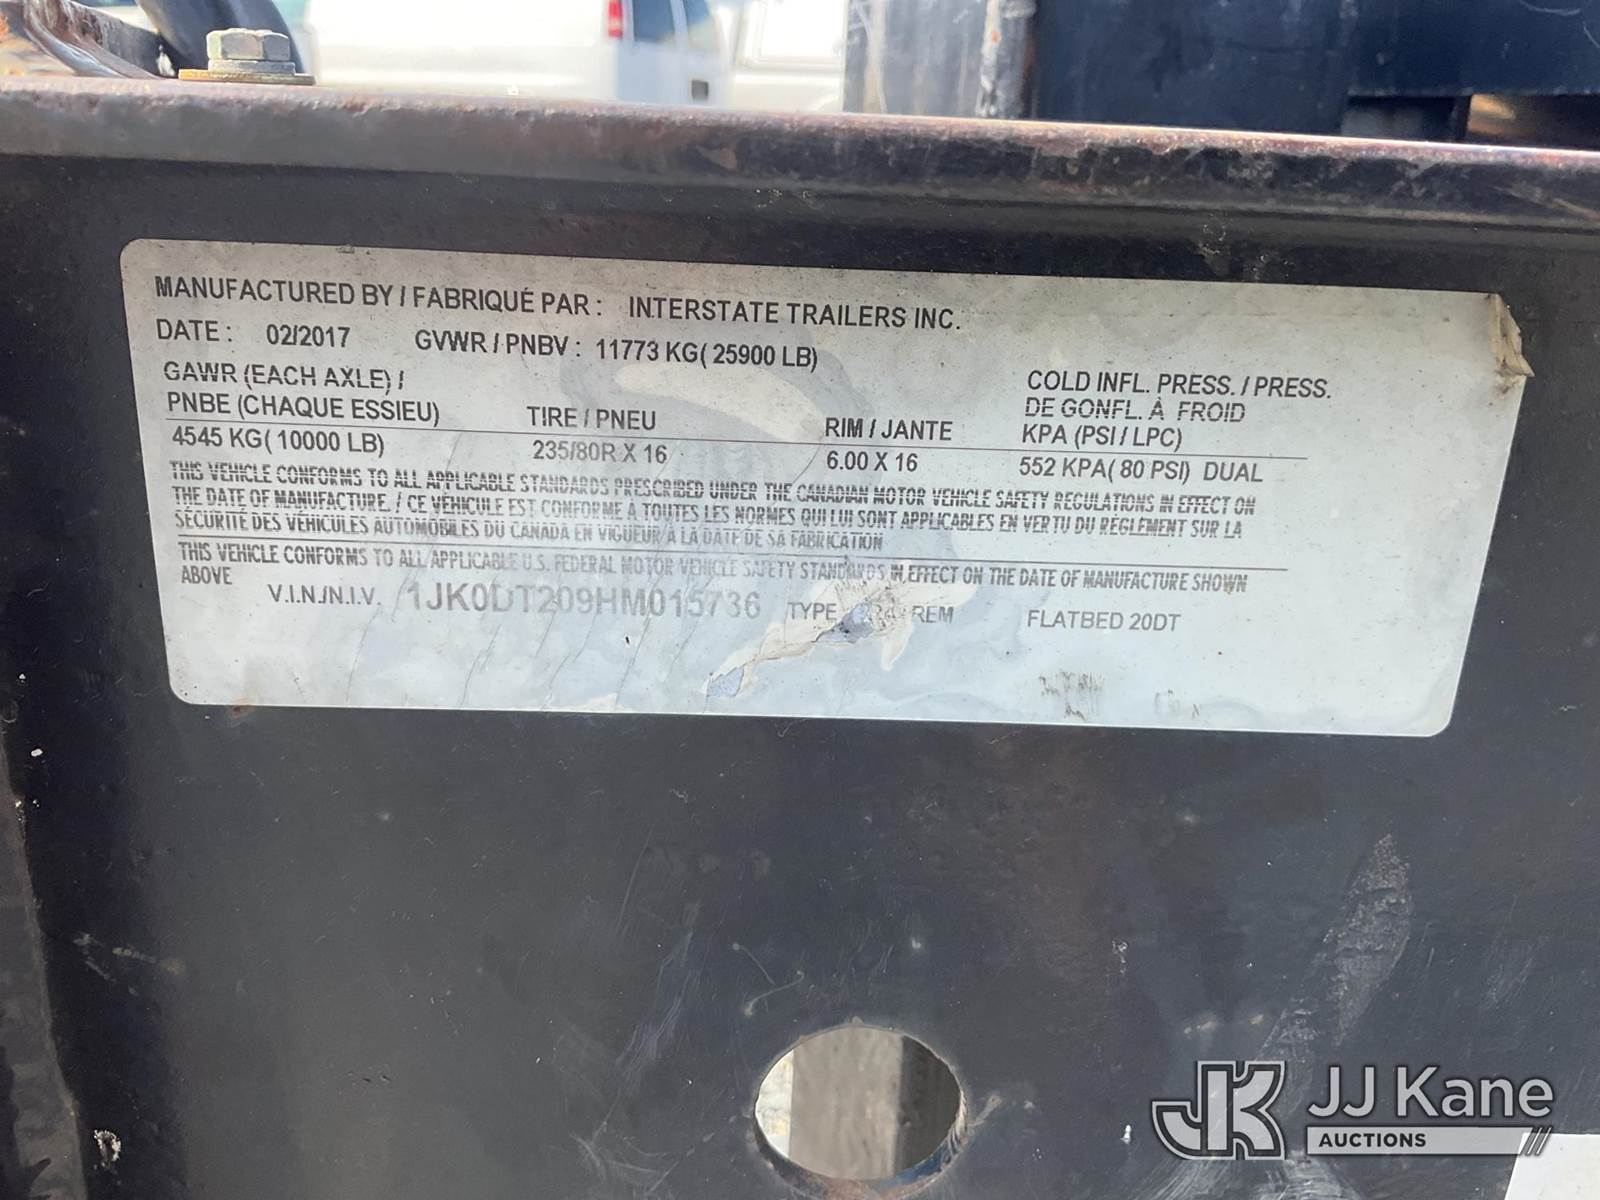 MANUFACTURED BY / FABRIQUÉ PAR : INTERSTATE TRAILERS INC.
DATE : 02/2017 GVWR / PNBV : 11773 KG( 25900 LB)
GAWR (EACH AXLE) /
PNBE (CHAQUE ESSIEU) TIRE / PNEU RIM / JANTE COLD INFL. PRESS. / PRESS.
DE GONFL. À FROID
KPA (PSI / LPC)
4545 KG( 10000 LB) 235/80R X 16 6.00 X 16 552 KPA( 80 PSI) DUAL
THIS VEHICLE CONFORMS TO ALL APPLICABLE STANDARDS PRESCRIBED UNDER THE CANADIAN MOTOR VEHICLE SAFETY REGULATIONS IN EFFECT ON
THE DATE OF MANUFACTURE. / CE VÉHICULE EST CONFORME À TOUTES LES NORMES QUI LUI SONT APPLICABLES EN VERTU DU RÈGLEMENT SUR LA
SÉCURITÉ DES VÉHICULES AUTOMOBILES DU CANADA EN VIGUEUR À LA DATE DE SA FABRICATION
THIS VEHICLE CONFORMS TO ALL APPLICABLE U.S. FEDERAL MOTOR VEHICLE SAFETY STANDARDS IN EFFECT ON THE DATE OF MANUFACTURE SHOWN
ABOVE
V.I.N./N.I.V. 1JK0DT209HM015736 TYPE REM FLATBED 20DT
JK JJ Kane
AUCTIONS